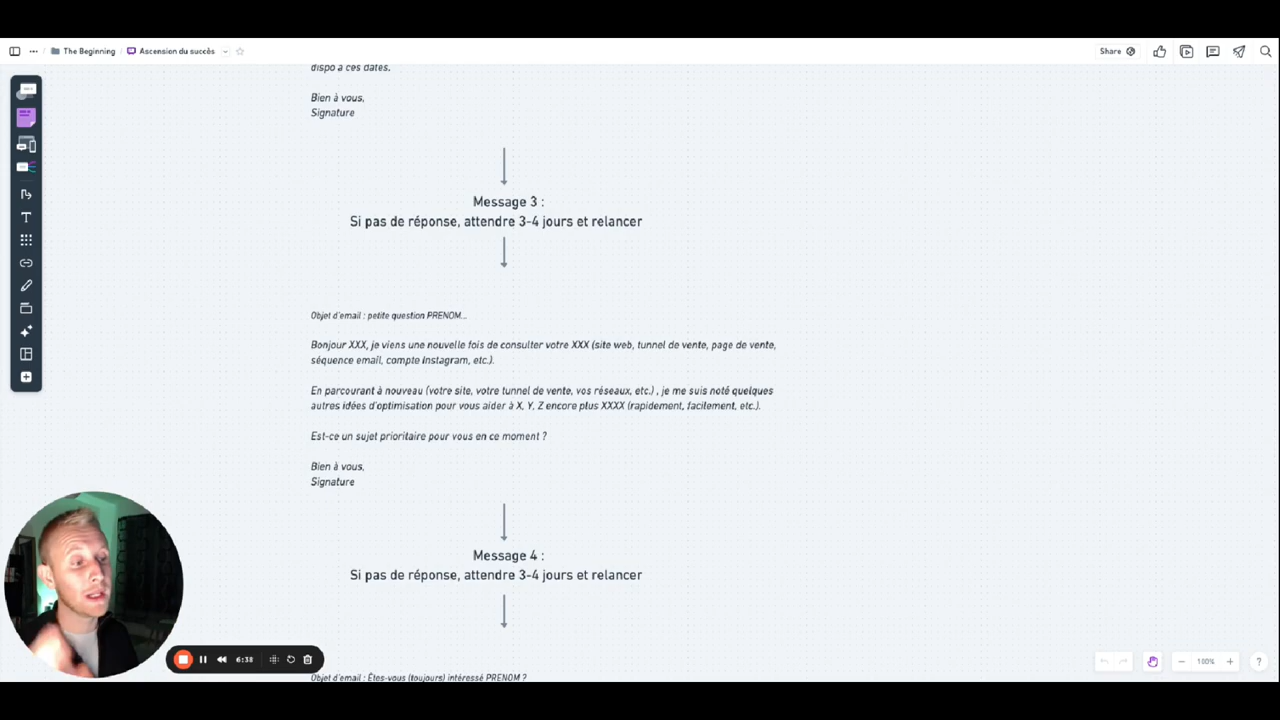 The Beginning / Ascension du succès
Share
dispo à ces dates.
Bien à vous,
Signature
Message 3 :
Si pas de réponse, attendre 3-4 jours et relancer
Objet d'email : petite question PRENOM...
Bonjour XXX, je viens une nouvelle fois de consulter votre XXX (site web, tunnel de vente, page de vente,
séquence email, compte Instagram, etc.).
En parcourant à nouveau (votre site, votre tunnel de vente, vos réseaux, etc.) , je me suis noté quelques
autres idées d'optimisation pour vous aider à X, Y, Z encore plus XXXX (rapidement, facilement, etc.).
Est-ce un sujet prioritaire pour vous en ce moment ?
Bien à vous,
Signature
Message 4 :
Si pas de réponse, attendre 3-4 jours et relancer
6:38
100%
?
Objet d'email : Êtes-vous (toujours) intéressé PRENOM ?